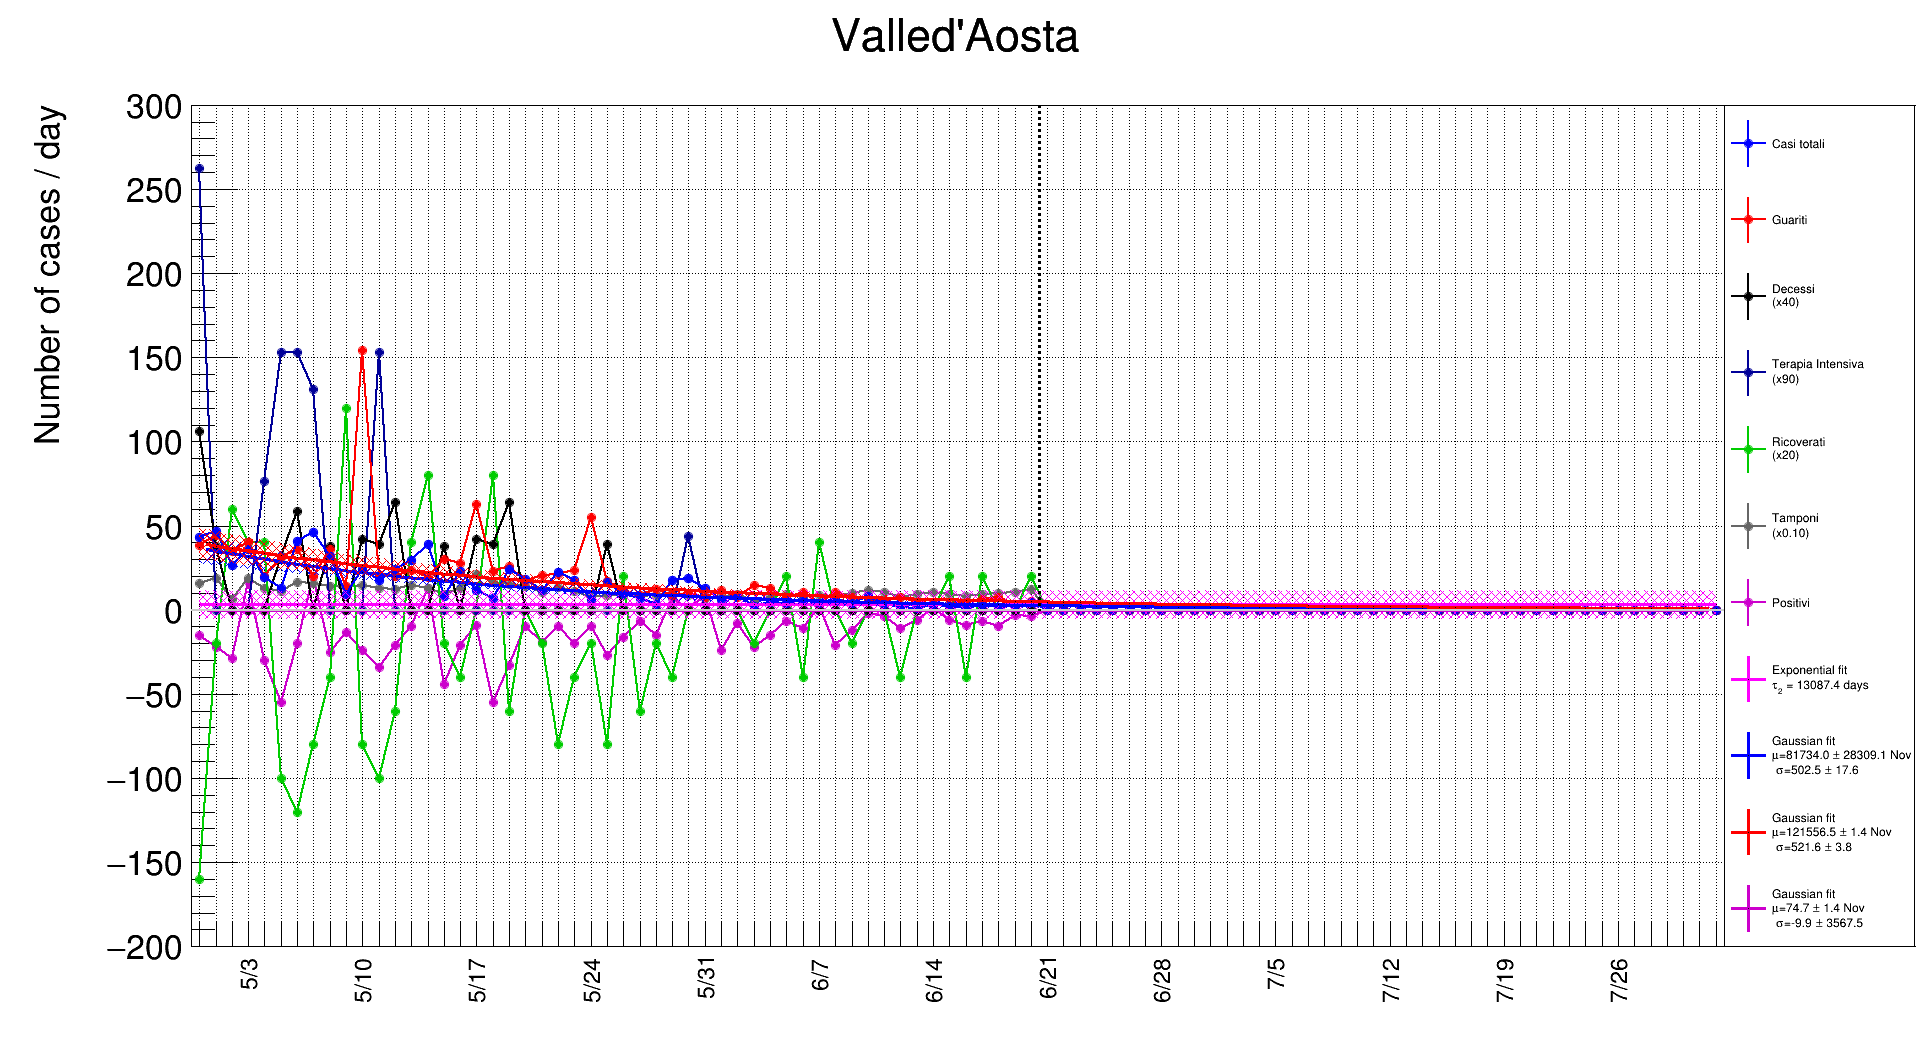 Valled'Aosta
Number of cases / day
300
250
200
150
100
50
0
−50
−100
−150
−200
5/3
5/10
5/17
5/24
5/31
6/7
6/14
6/21
6/28
7/5
7/12
7/19
7/26
Casi totali
Guariti
Decessi
(x40)
Terapia Intensiva
(x90)
Ricoverati
(x20)
Tamponi
(x0.10)
Positivi
Exponential fit
τ2 = 13087.4 days
Gaussian fit
μ=81734.0 ± 28309.1 Nov
σ=502.5 ± 17.6
Gaussian fit
μ=121556.5 ± 1.4 Nov
σ=521.6 ± 3.8
Gaussian fit
μ=74.7 ± 1.4 Nov
σ=-9.9 ± 3567.5